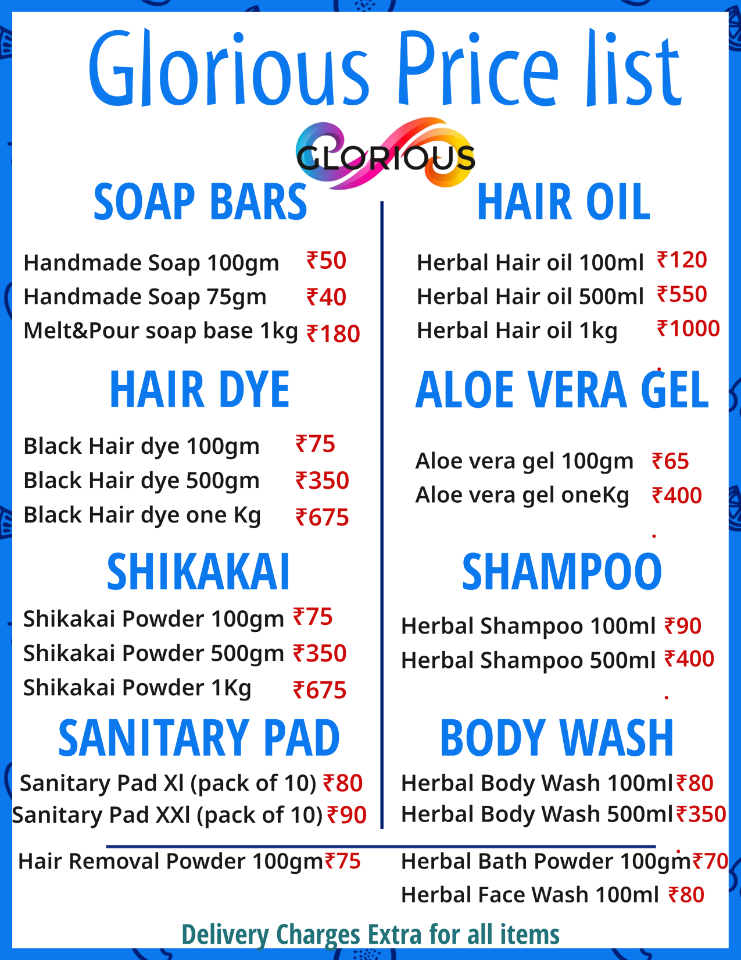 Glorious Price list
GLORIOUS
SOAP BARS
Handmade Soap 100gm ₹50
Handmade Soap 75gm ₹40
Melt&Pour soap base 1kg ₹180
HAIR DYE
Black Hair dye 100gm ₹75
Black Hair dye 500gm ₹350
Black Hair dye one Kg ₹675
SHIKAKAI
Shikakai Powder 100gm ₹75
Shikakai Powder 500gm ₹350
Shikakai Powder 1Kg ₹675
SANITARY PAD
Sanitary Pad Xl (pack of 10) ₹80
Sanitary Pad XXl (pack of 10) ₹90
Hair Removal Powder 100gm ₹75
HAIR OIL
Herbal Hair oil 100ml ₹120
Herbal Hair oil 500ml ₹550
Herbal Hair oil 1kg ₹1000
.
ALOE VERA GEL
Aloe vera gel 100gm ₹65
Aloe vera gel oneKg ₹400
.
SHAMPOO
Herbal Shampoo 100ml ₹90
Herbal Shampoo 500ml ₹400
.
BODY WASH
Herbal Body Wash 100ml ₹80
Herbal Body Wash 500ml ₹350
.
Herbal Bath Powder 100gm ₹70
Herbal Face Wash 100ml ₹80
Delivery Charges Extra for all items